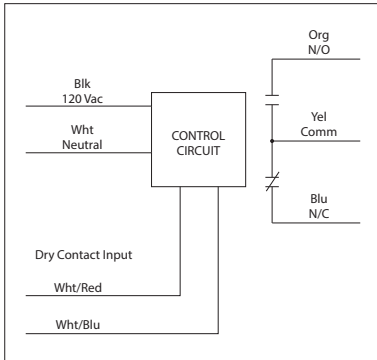 Org
N/O
Blk
120 Vac
Yel
Comm
Wht
Neutral
CONTROL
CIRCUIT
Blu
N/C
Dry Contact Input
Wht/Red
Wht/Blu